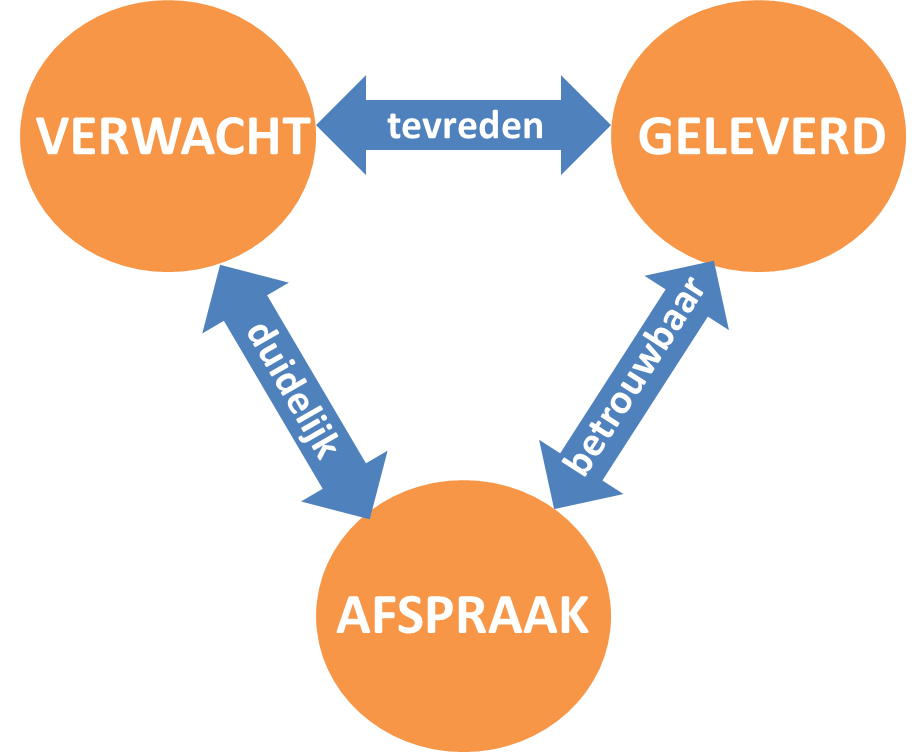 VERWACHT
tevreden
GELEVERD
duidelijk
betrouwbaar
AFSPRAAK